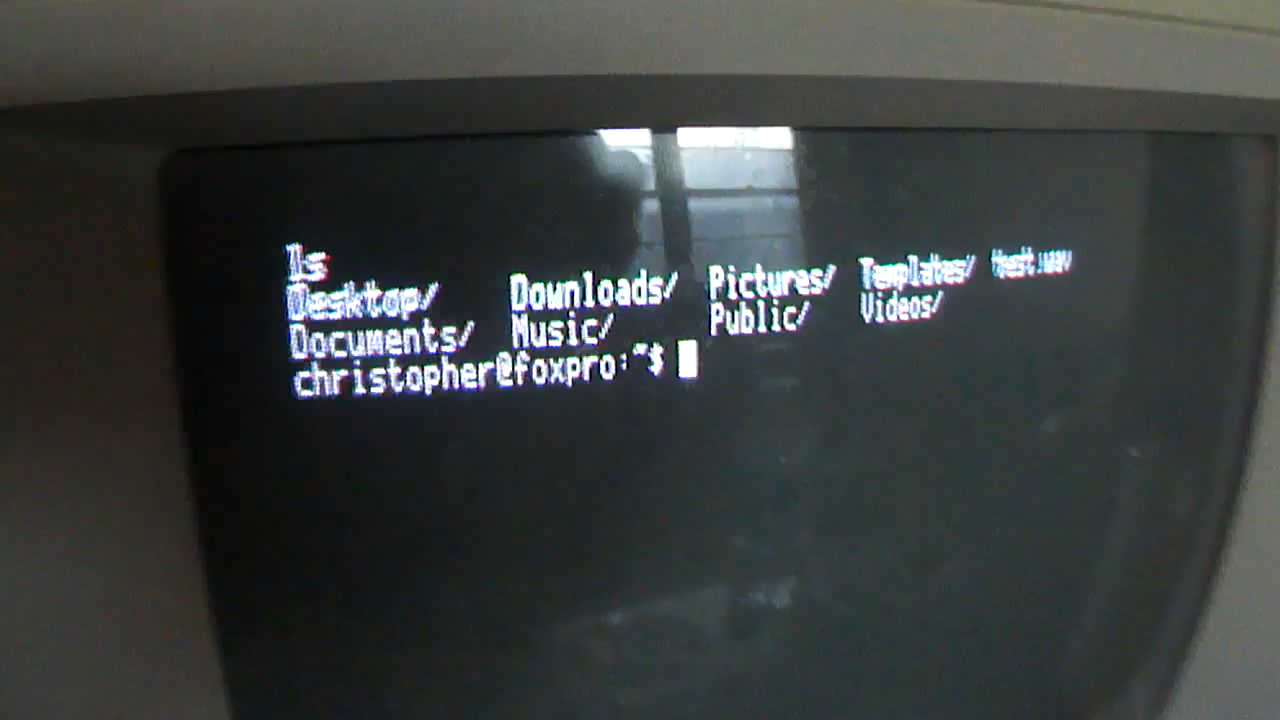 ls
Desktop/ Downloads/ Pictures/ Templates/ test.wav
Documents/ Music/ Public/ Videos/
christopher@foxpro:~$